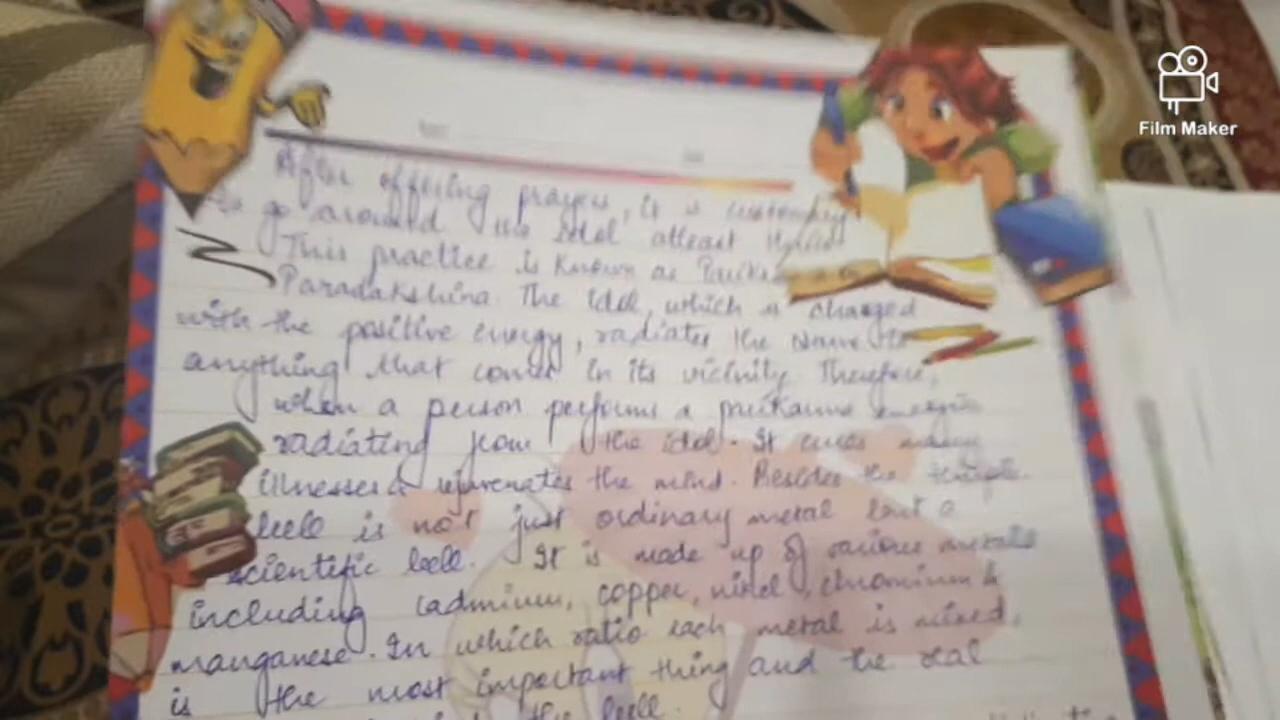 Film Maker
After offering prayers, it is customary
to go around the idol atleast thrice
This practice is known as
Paradakshina. The idol, which is charged
with the positive energy, radiates the same to
anything that comes in its vicinity. Therefore,
when a person performs a
radiating from the idol. It cures many
illnesses & rejuvenates the mind. Besides the temple
bell is not just ordinary metal but a
scientific bell. It is made up of various metals
including cadmium, copper, nickel, chromium &
manganese. In which ratio each metal is mixed,
is the most important thing and the real
the bell.